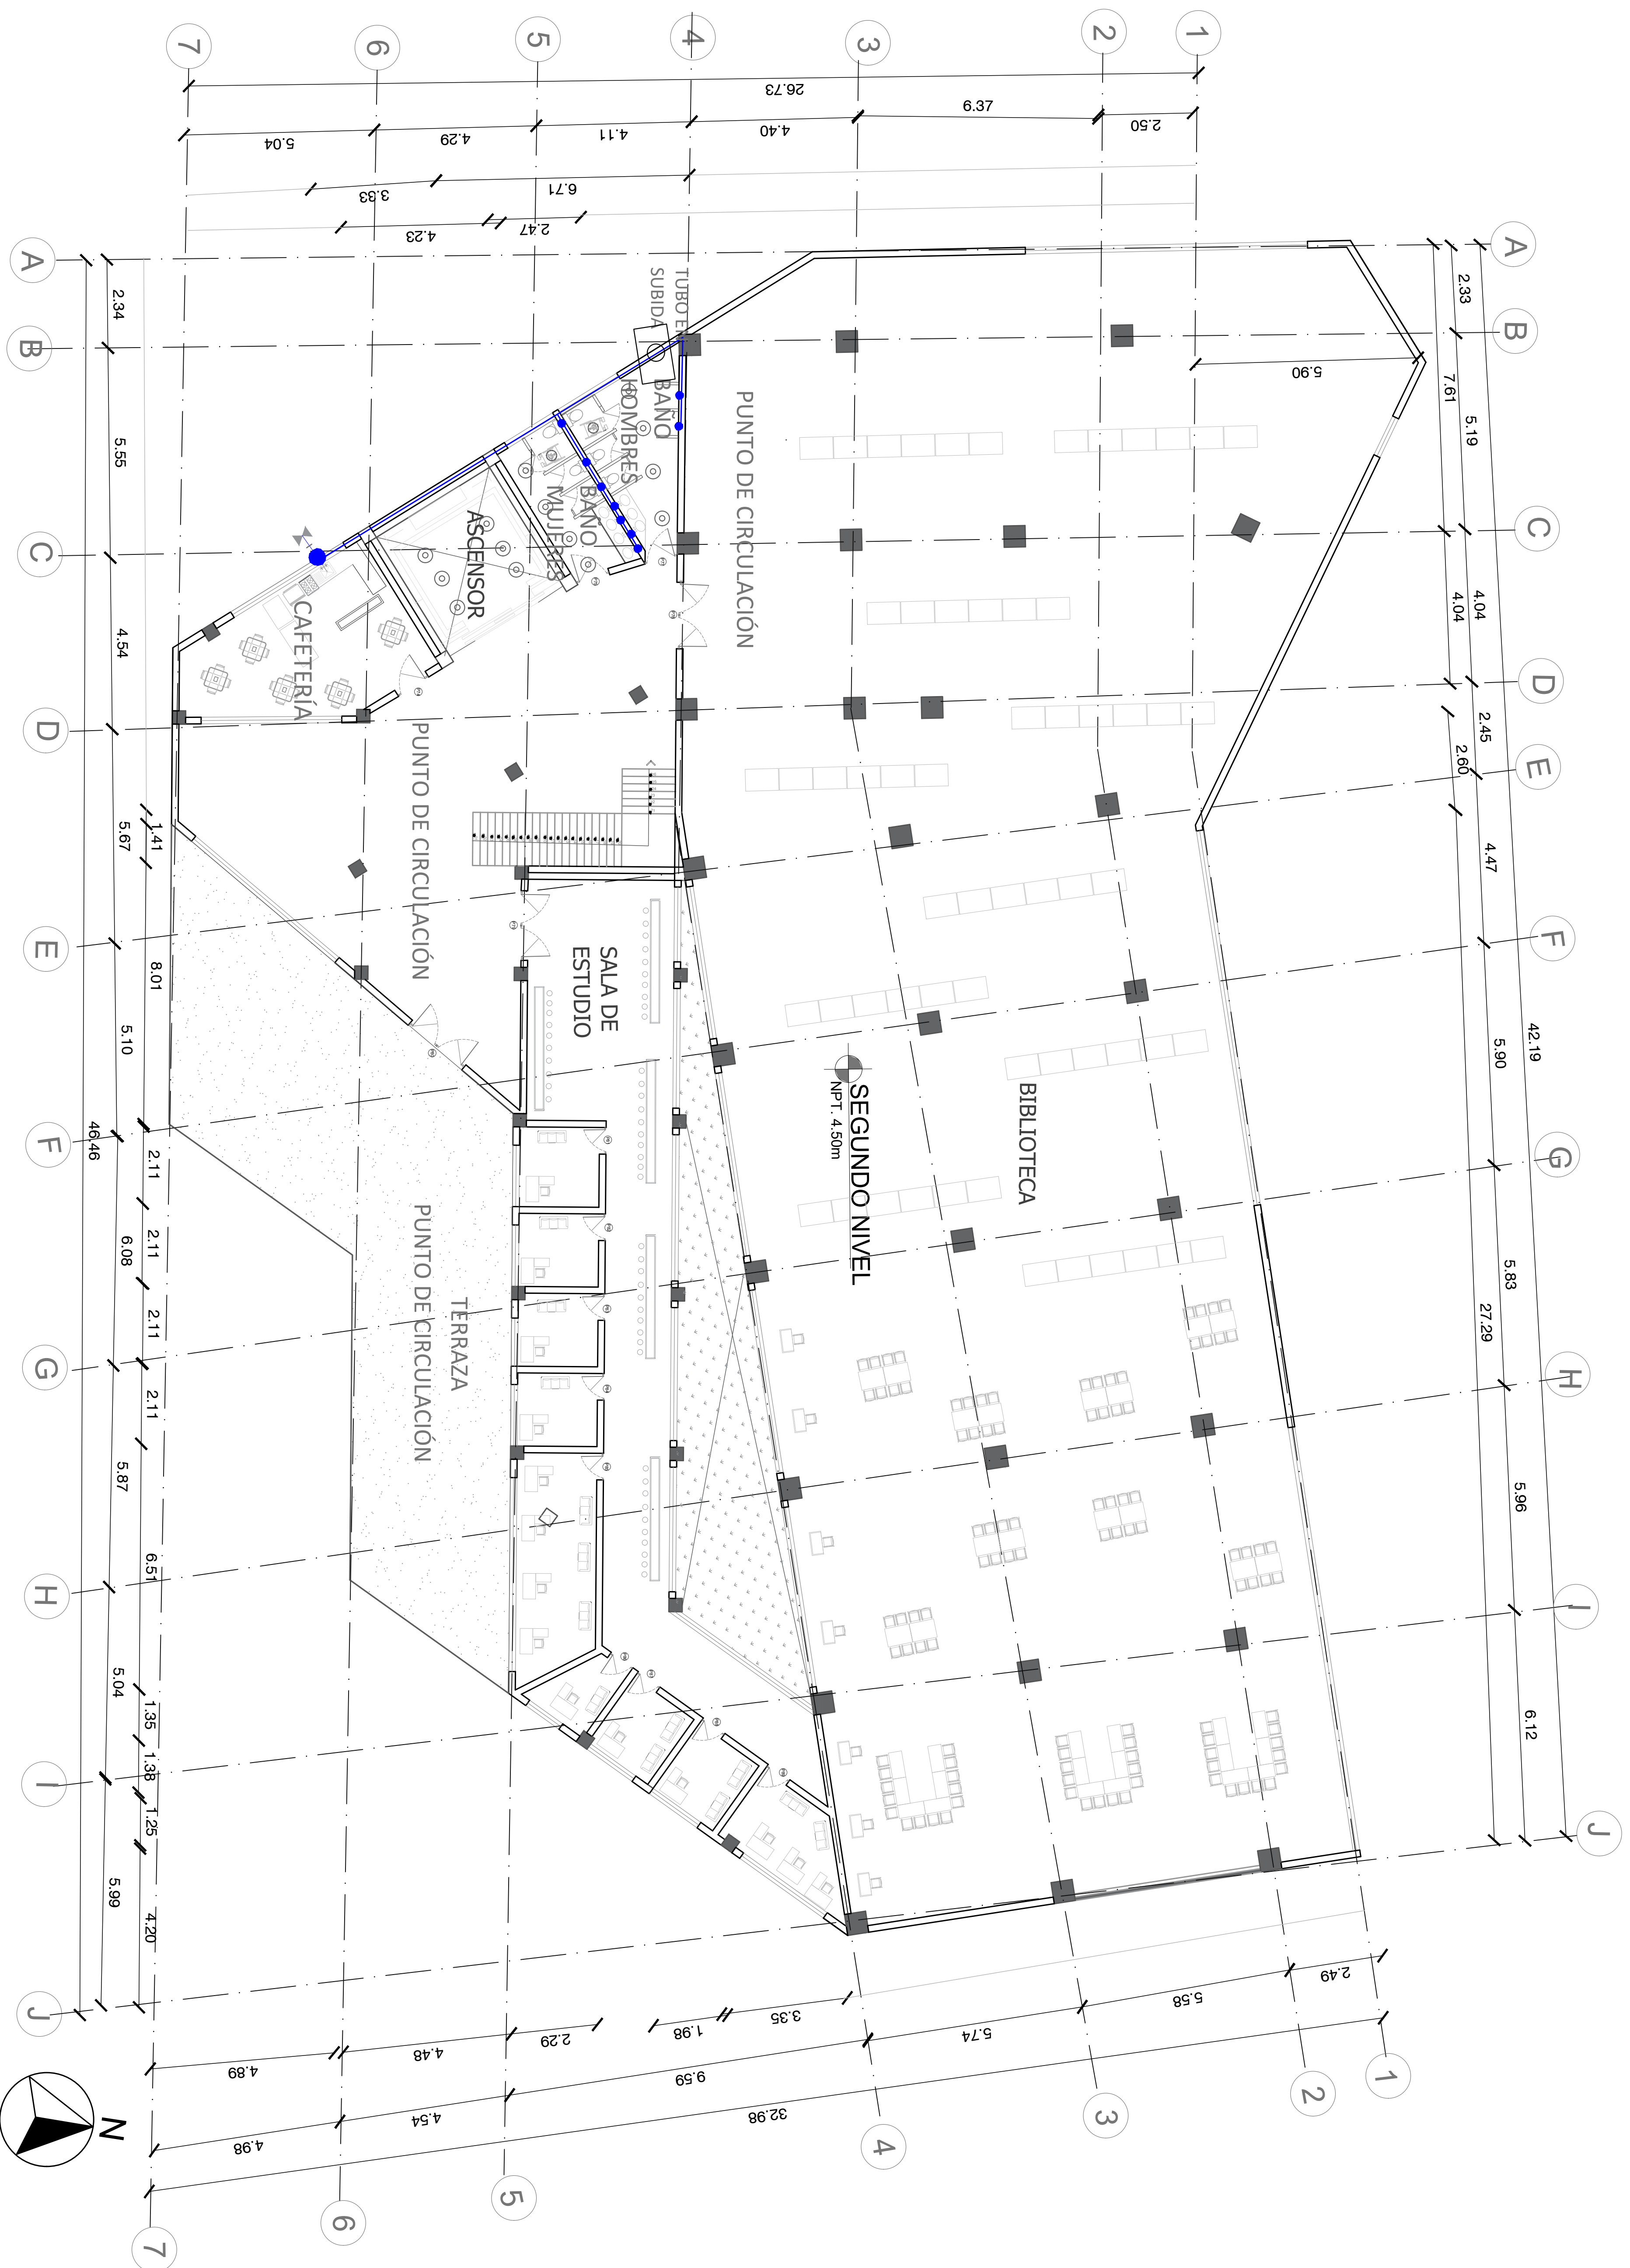 7
6
5
4
3
2
1
26.73
5.04
4.29
4.11
4.40
6.37
2.50
3.33
6.71
4.23
2.47
A
B
C
D
E
F
G
H
I
J
2.34
5.55
4.54
5.67
5.10
6.08
5.87
5.04
5.99
46.46
1.41
8.01
2.11
2.11
2.11
2.11
6.51
1.35
1.38
1.25
4.20
A
B
C
D
E
F
G
H
I
J
2.33
5.19
4.04
2.45
4.47
5.90
5.83
5.96
6.12
42.19
7.61
4.04
2.60
27.29
5.90
SUBIDA
BAÑO
HOMBRES
BAÑO
MUJERES
ASCENSOR
CAFETERÍA
PUNTO DE CIRCULACIÓN
PUNTO DE CIRCULACIÓN
SALA DE
ESTUDIO
SEGUNDO NIVEL
NPT. 4.50m
BIBLIOTECA
TERRAZA
PUNTO DE CIRCULACIÓN
4.89
4.48
2.29
1.98
3.35
5.74
5.58
2.49
4.98
4.54
9.59
32.98
7
6
5
4
3
2
1
N